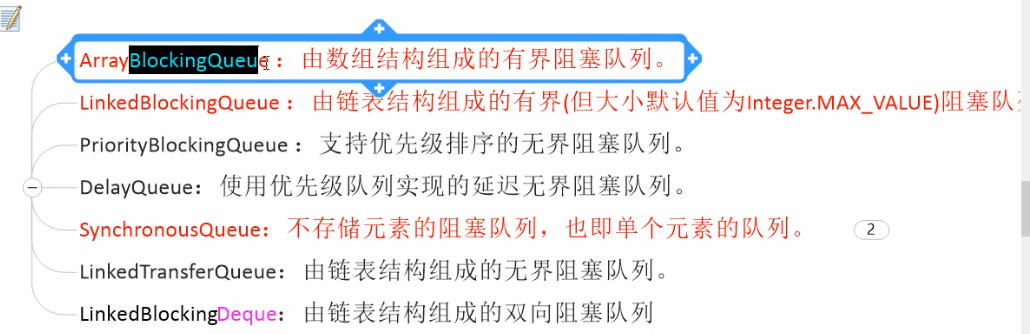 ArrayBlockingQueue：由数组结构组成的有界阻塞队列。
LinkedBlockingQueue：由链表结构组成的有界(但大小默认值为Integer.MAX_VALUE)阻塞队
PriorityBlockingQueue：支持优先级排序的无界阻塞队列。
DelayQueue：使用优先级队列实现的延迟无界阻塞队列。
SynchronousQueue：不存储元素的阻塞队列，也即单个元素的队列。 2
LinkedTransferQueue：由链表结构组成的无界阻塞队列。
LinkedBlockingDeque：由链表结构组成的双向阻塞队列